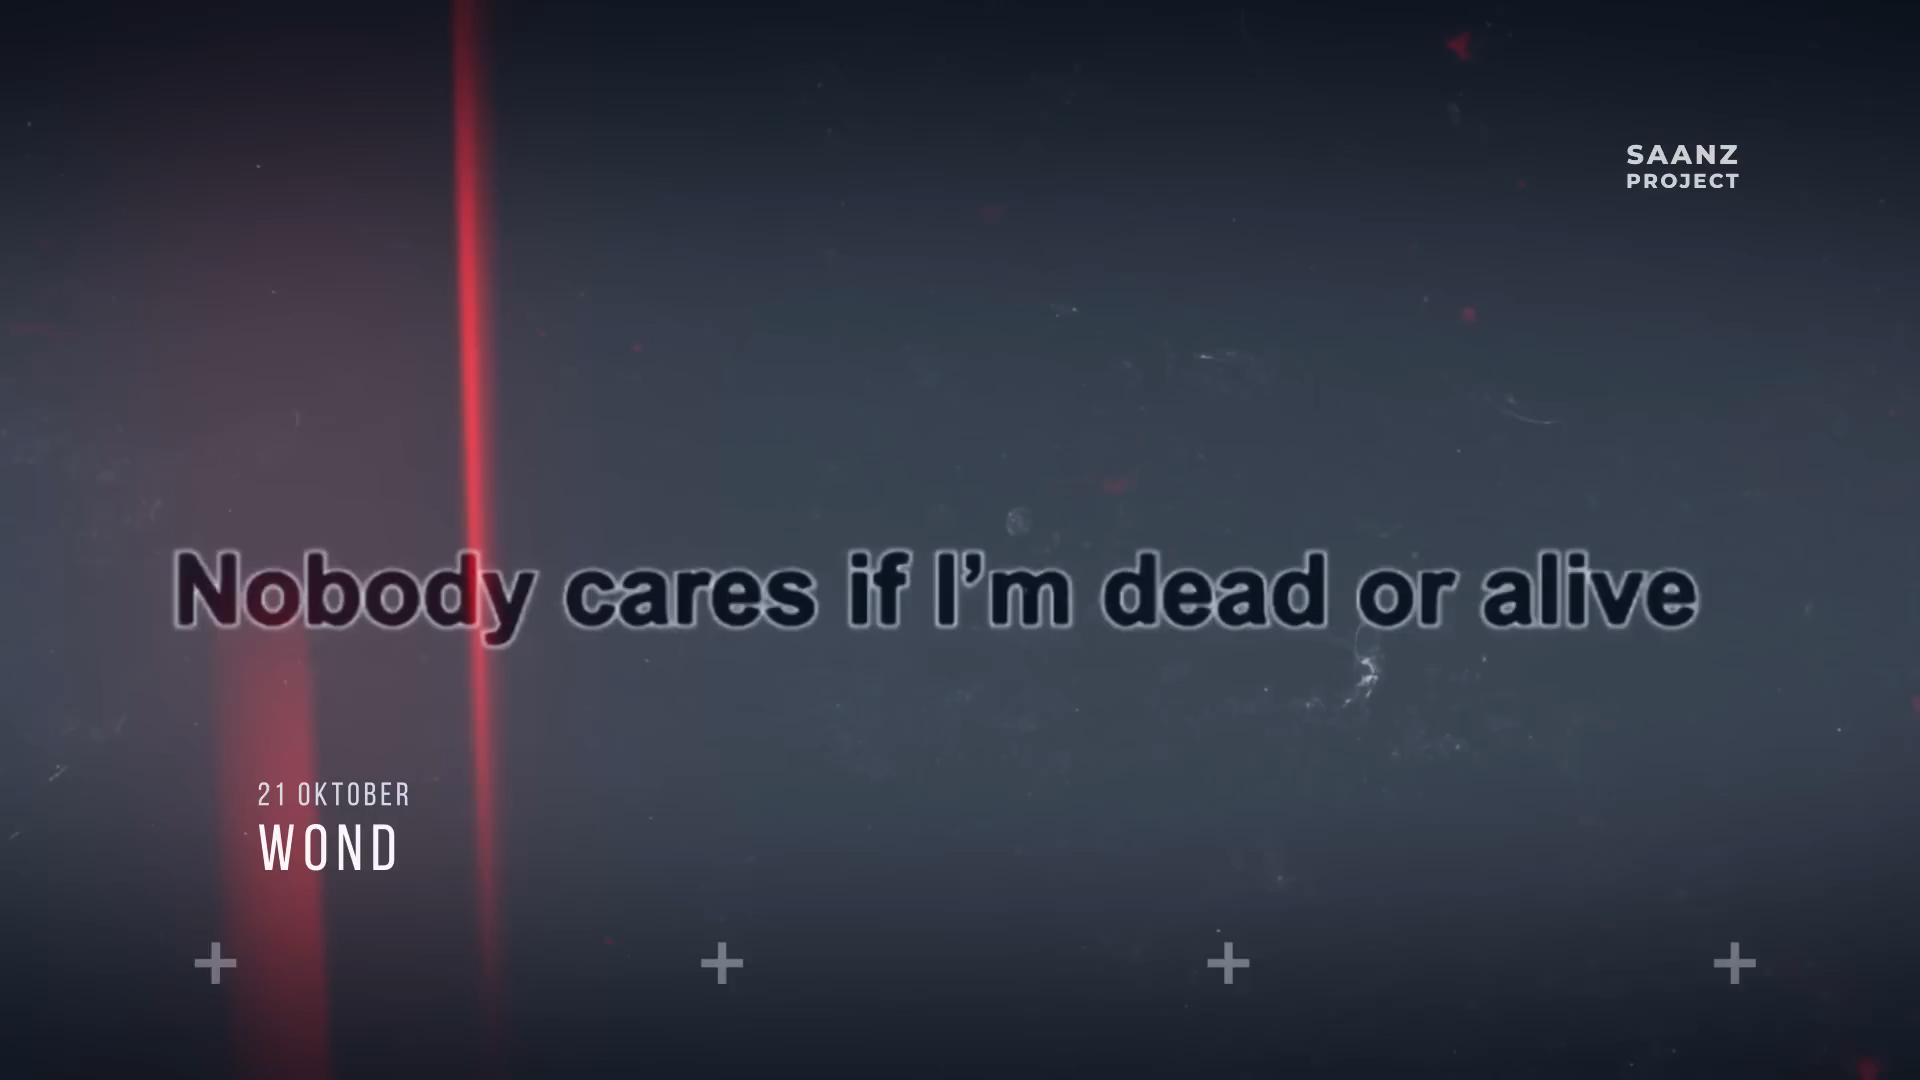 SAANZ
PROJECT
Nobody cares if I’m dead or alive
21 OKTOBER
WOND